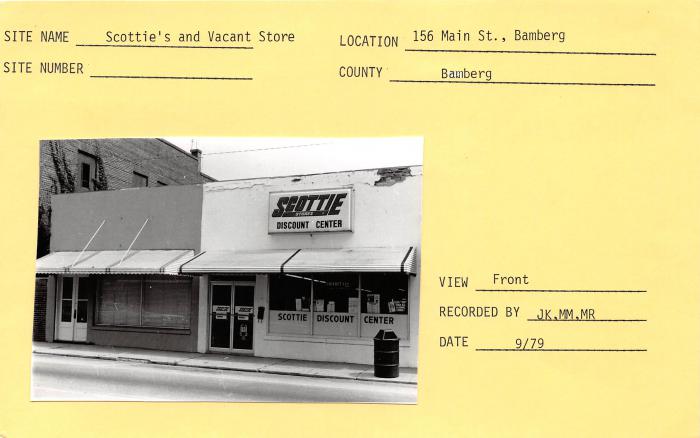 SITE NAME Scottie's and Vacant Store
LOCATION 156 Main St., Bamberg
SITE NUMBER
COUNTY Bamberg
SCOTTIE
STORES
DISCOUNT CENTER
SCOTTIE DISCOUNT CENTER
VIEW Front
RECORDED BY JK,MM,MR
DATE 9/79